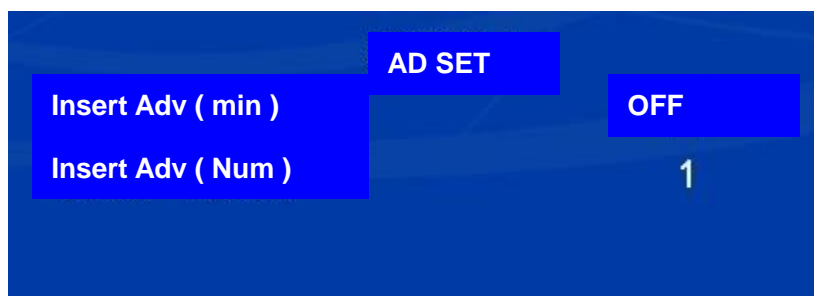 AD SET
Insert Adv ( min ) OFF
Insert Adv ( Num ) 1